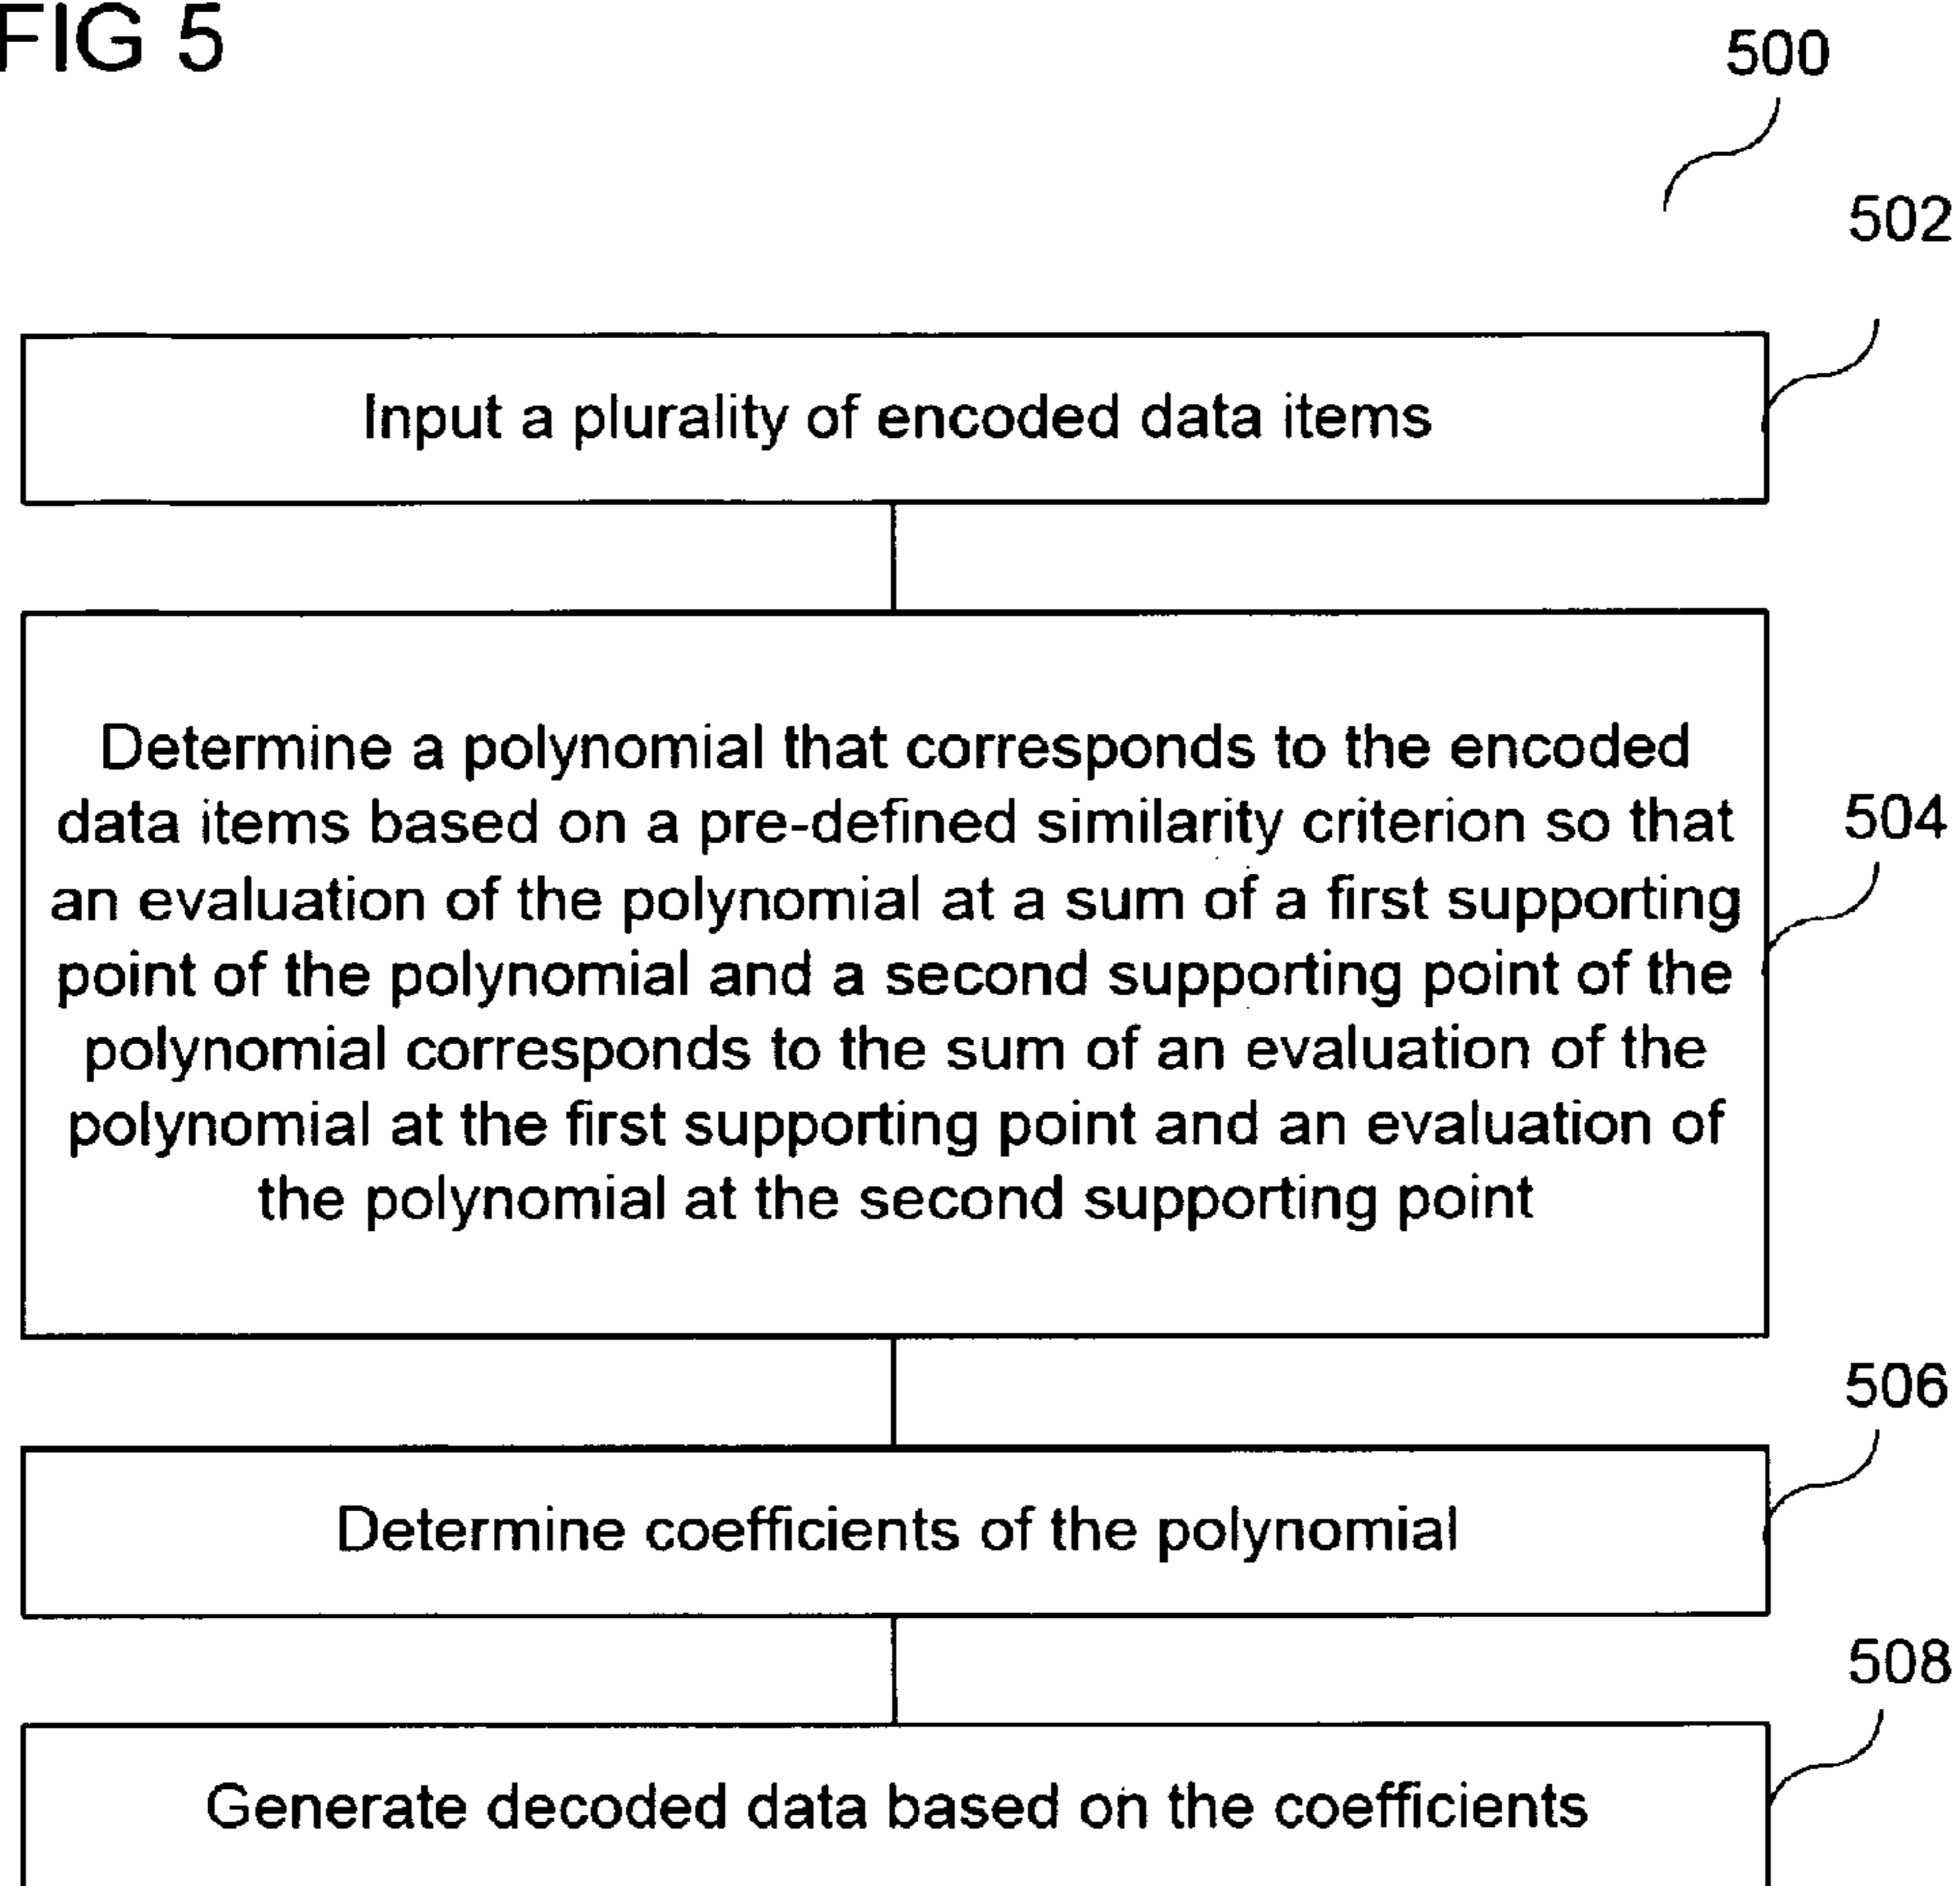 FIG 5
500
502
Input a plurality of encoded data items
Determine a polynomial that corresponds to the encoded
data items based on a pre-defined similarity criterion so that
an evaluation of the polynomial at a sum of a first supporting
point of the polynomial and a second supporting point of the
polynomial corresponds to the sum of an evaluation of the
polynomial at the first supporting point and an evaluation of
the polynomial at the second supporting point
504
506
Determine coefficients of the polynomial
508
Generate decoded data based on the coefficients